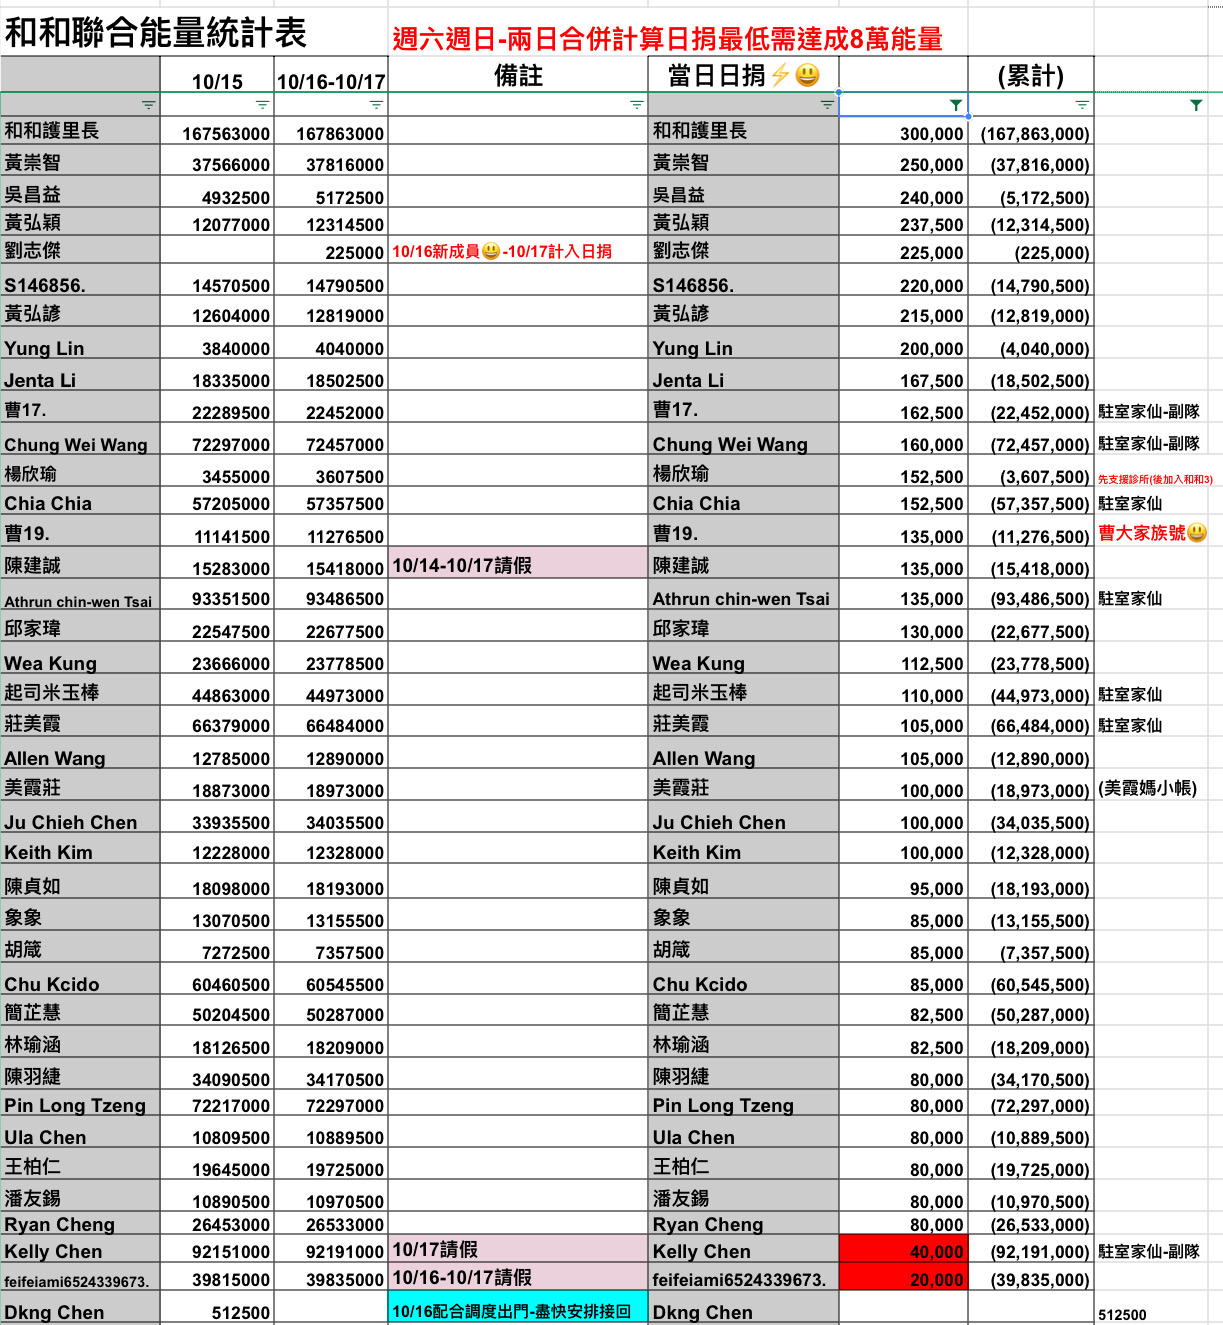 和和聯合能量統計表 週六週日-兩日合併計算日捐最低需達成8萬能量
10/15 10/16-10/17 備註 當日日捐⚡😃 (累計)
和和護里長 167563000 167863000 和和護里長 300,000 (167,863,000)
黃崇智 37566000 37816000 黃崇智 250,000 (37,816,000)
吳昌益 4932500 5172500 吳昌益 240,000 (5,172,500)
黃弘穎 12077000 12314500 黃弘穎 237,500 (12,314,500)
劉志傑 225000 10/16新成員😃-10/17計入日捐 劉志傑 225,000 (225,000)
S146856. 14570500 14790500 S146856. 220,000 (14,790,500)
黃弘諺 12604000 12819000 黃弘諺 215,000 (12,819,000)
Yung Lin 3840000 4040000 Yung Lin 200,000 (4,040,000)
Jenta Li 18335000 18502500 Jenta Li 167,500 (18,502,500)
曹17. 22289500 22452000 曹17. 162,500 (22,452,000) 駐室家仙-副隊
Chung Wei Wang 72297000 72457000 Chung Wei Wang 160,000 (72,457,000) 駐室家仙-副隊
楊欣瑜 3455000 3607500 楊欣瑜 152,500 (3,607,500) 先支援診所(後加入和和3)
Chia Chia 57205000 57357500 Chia Chia 152,500 (57,357,500) 駐室家仙
曹19. 11141500 11276500 曹19. 135,000 (11,276,500) 曹大家族號😃
陳建誠 15283000 15418000 10/14-10/17請假 陳建誠 135,000 (15,418,000)
Athrun chin-wen Tsai 93351500 93486500 Athrun chin-wen Tsai 135,000 (93,486,500) 駐室家仙
邱家瑋 22547500 22677500 邱家瑋 130,000 (22,677,500)
Wea Kung 23666000 23778500 Wea Kung 112,500 (23,778,500)
起司米玉棒 44863000 44973000 起司米玉棒 110,000 (44,973,000) 駐室家仙
莊美霞 66379000 66484000 莊美霞 105,000 (66,484,000) 駐室家仙
Allen Wang 12785000 12890000 Allen Wang 105,000 (12,890,000)
美霞莊 18873000 18973000 美霞莊 100,000 (18,973,000) (美霞媽小帳)
Ju Chieh Chen 33935500 34035500 Ju Chieh Chen 100,000 (34,035,500)
Keith Kim 12228000 12328000 Keith Kim 100,000 (12,328,000)
陳貞如 18098000 18193000 陳貞如 95,000 (18,193,000)
象象 13070500 13155500 象象 85,000 (13,155,500)
胡箴 7272500 7357500 胡箴 85,000 (7,357,500)
Chu Kcido 60460500 60545500 Chu Kcido 85,000 (60,545,500)
簡芷慧 50204500 50287000 簡芷慧 82,500 (50,287,000)
林瑜涵 18126500 18209000 林瑜涵 82,500 (18,209,000)
陳羽緁 34090500 34170500 陳羽緁 80,000 (34,170,500)
Pin Long Tzeng 72217000 72297000 Pin Long Tzeng 80,000 (72,297,000)
Ula Chen 10809500 10889500 Ula Chen 80,000 (10,889,500)
王柏仁 19645000 19725000 王柏仁 80,000 (19,725,000)
潘友錫 10890500 10970500 潘友錫 80,000 (10,970,500)
Ryan Cheng 26453000 26533000 Ryan Cheng 80,000 (26,533,000)
Kelly Chen 92151000 92191000 10/17請假 Kelly Chen 40,000 (92,191,000) 駐室家仙-副隊
feifeiami6524339673. 39815000 39835000 10/16-10/17請假 feifeiami6524339673. 20,000 (39,835,000)
Dkng Chen 512500 10/16配合調度出門-盡快安排接回 Dkng Chen 512500